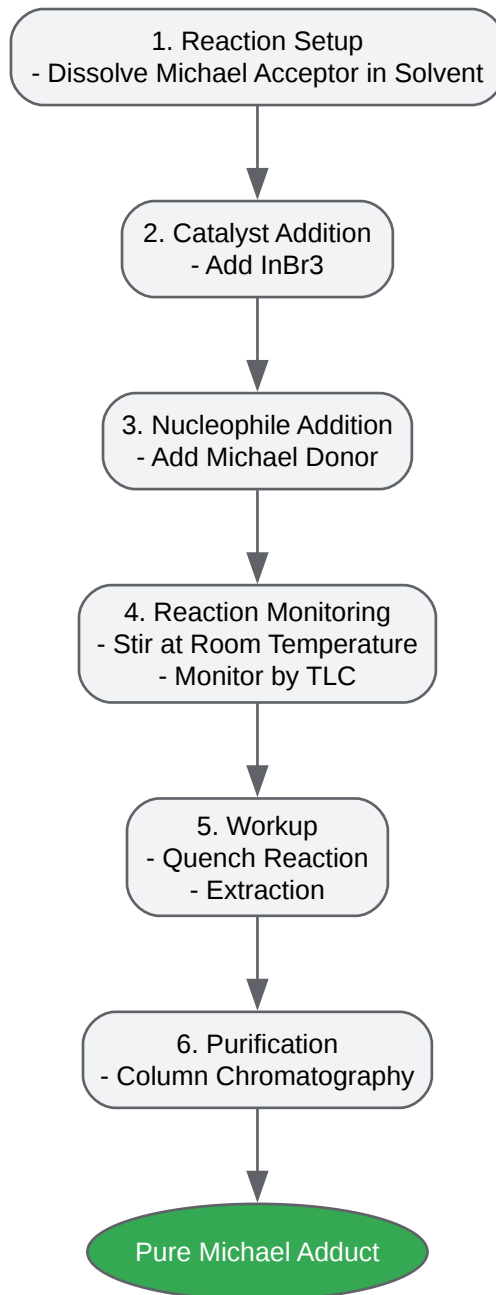 1. Reaction Setup
- Dissolve Michael Acceptor in Solvent
2. Catalyst Addition
- Add InBr3
3. Nucleophile Addition
- Add Michael Donor
4. Reaction Monitoring
- Stir at Room Temperature
- Monitor by TLC
5. Workup
- Quench Reaction
- Extraction
6. Purification
- Column Chromatography
Pure Michael Adduct